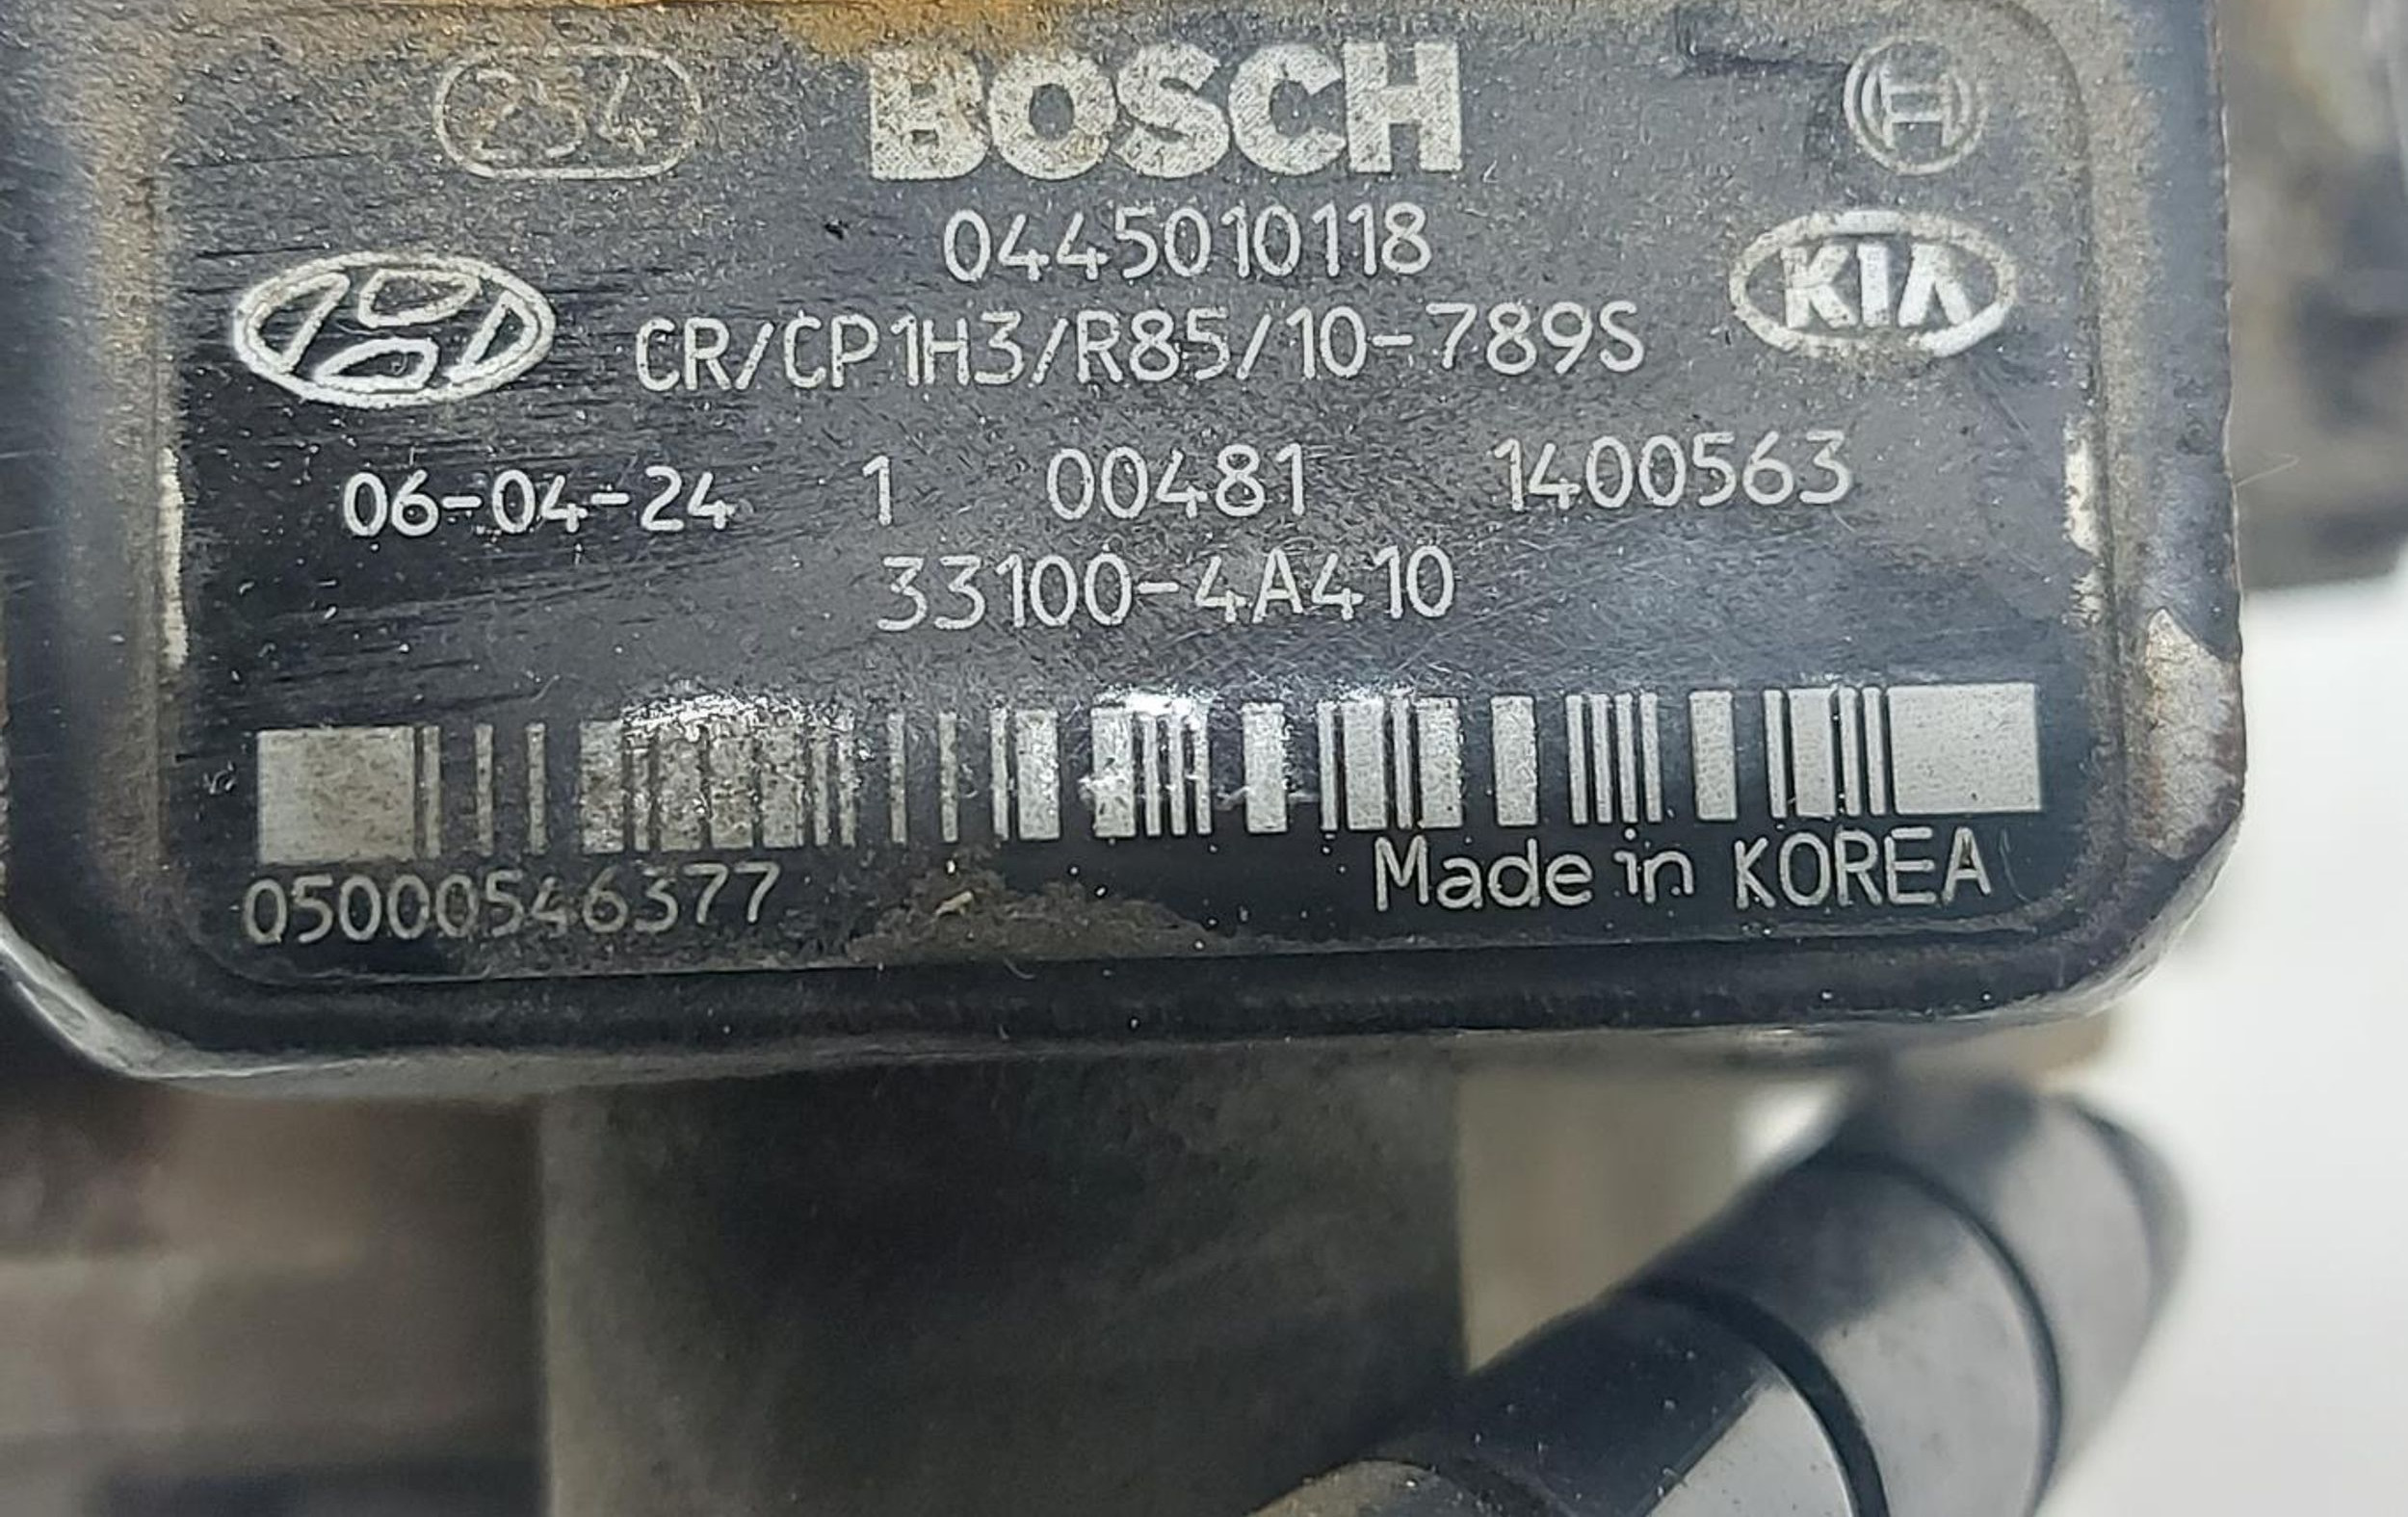 254 BOSCH
0445010118
KIA
CR/CP1H3/R85/10-789S
06-04-24 1 00481 1400563
33100-4A410
05000546377 Made in KOREA